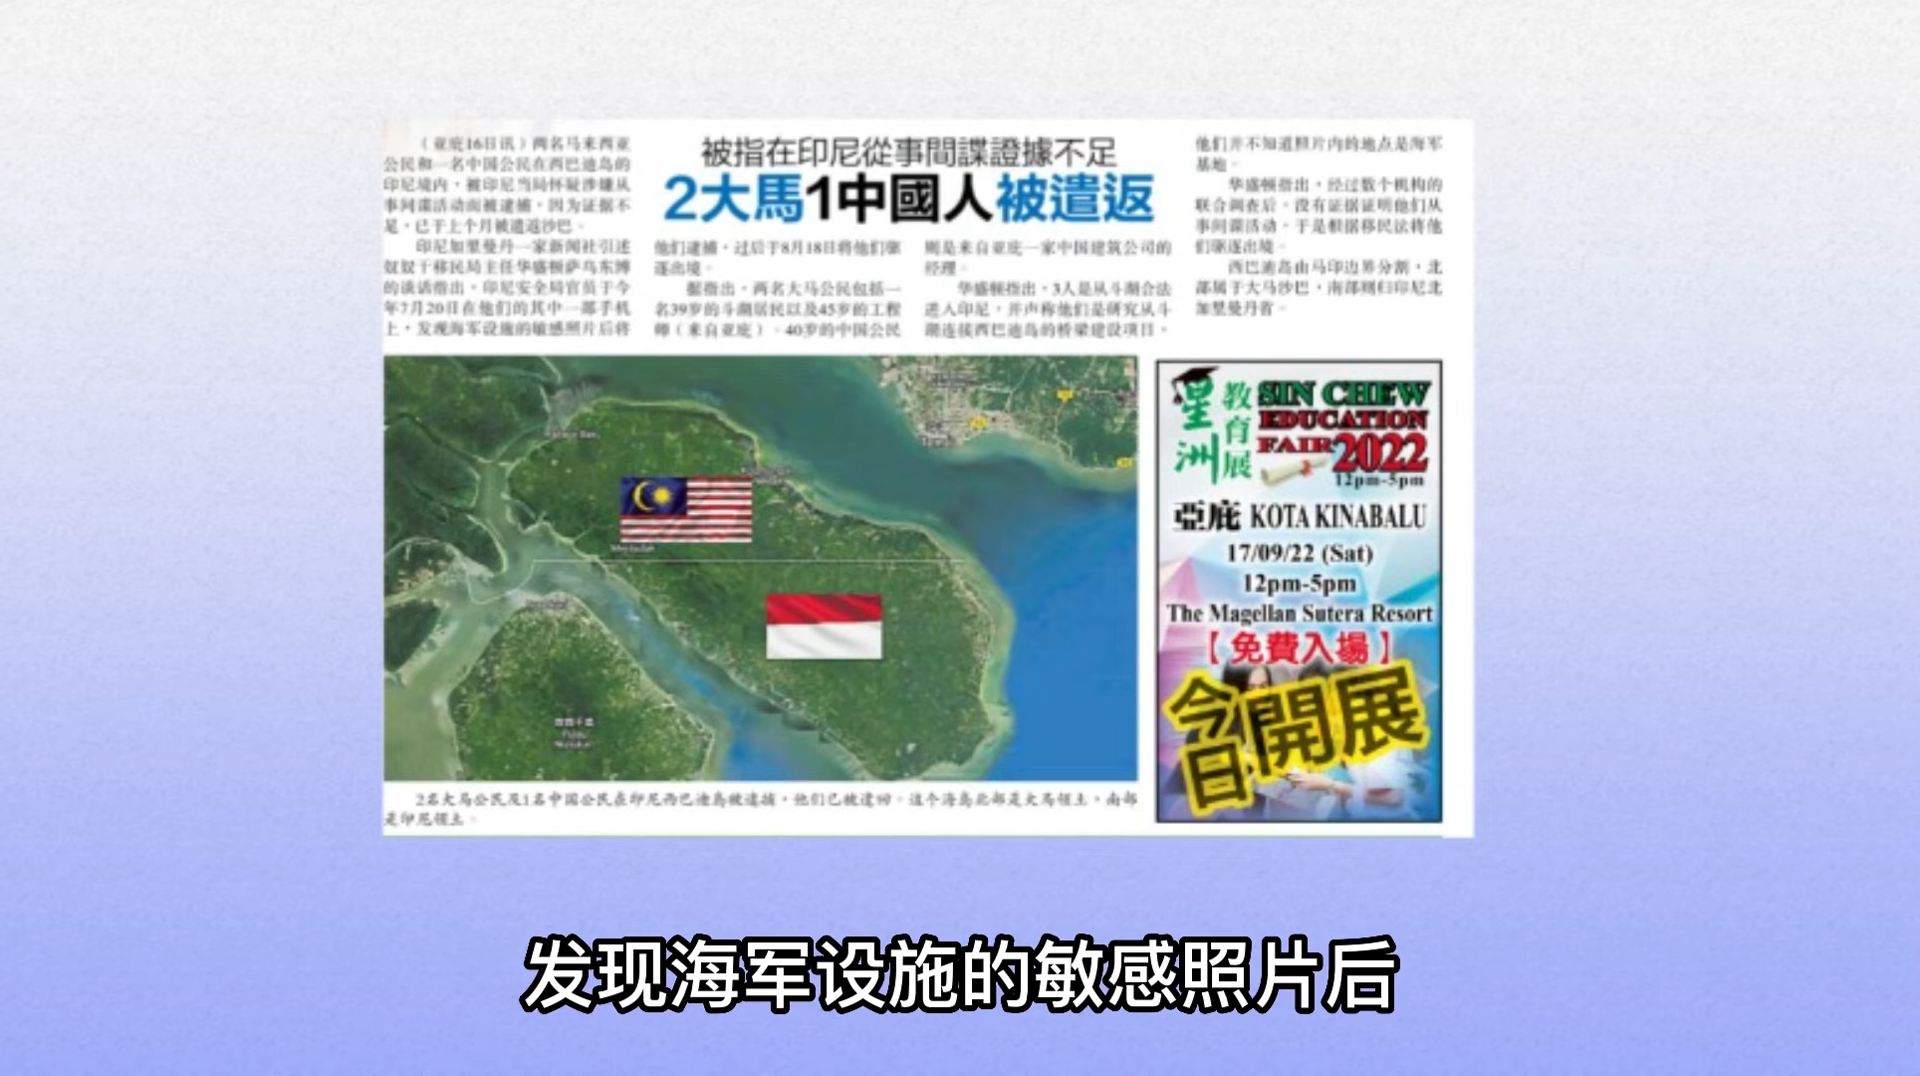 （亚庇16日讯）两名马来西亚
公民和一名中国公民在西巴迪岛的
印尼境内，被印尼当局怀疑涉嫌从
事间谍活动而被逮捕，因为证据不
足，已于上个月被遣返沙巴。
印尼加里曼丹一家新闻社引述
奴奴干移民局主任华盛顿萨乌东博
的谈话指出，印尼安全局官员于今
年7月20日在他们的其中一部手机
上，发现海军设施的敏感照片后将
被指在印尼從事間諜證據不足
2大馬1中國人被遣返
他们逮捕，过后于8月18日将他们驱
逐出境。
据指出，两名大马公民包括一
名39岁的斗湖居民以及45岁的工程
师（来自亚庇）。40岁的中国公民
则是来自亚庇一家中国建筑公司的
经理。
华盛顿指出，3人是从斗湖合法
进入印尼，并声称他们是研究从斗
湖连接西巴迪岛的桥梁建设项目，
他们并不知道照片内的地点是海军
基地。
华盛顿指出，经过数个机构的
联合调查后，没有证据证明他们从
事间谍活动，于是根据移民法将他
们驱逐出境。
西巴迪岛由马印边界分割，北
部属于大马沙巴，南部则归印尼北
加里曼丹省。
2名大马公民及1名中国公民在印尼西巴迪岛被逮捕，他们已被遣回。这个海岛北部是大马领土，南部
是印尼领土。
星洲
教育展
SIN CHEW
EDUCATION
FAIR 2022
12pm-5pm
亞庇 KOTA KINABALU
17/09/22 (Sat)
12pm-5pm
The Magellan Sutera Resort
【免費入場】
今日開展
发现海军设施的敏感照片后